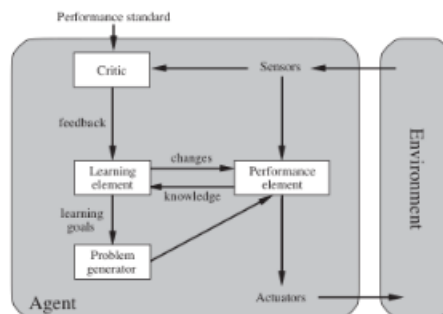 Performance standard
Critic
Sensors
feedback
Learning
element
changes
knowledge
Performance
element
learning
goals
Problem
generator
Agent
Actuators
Environment